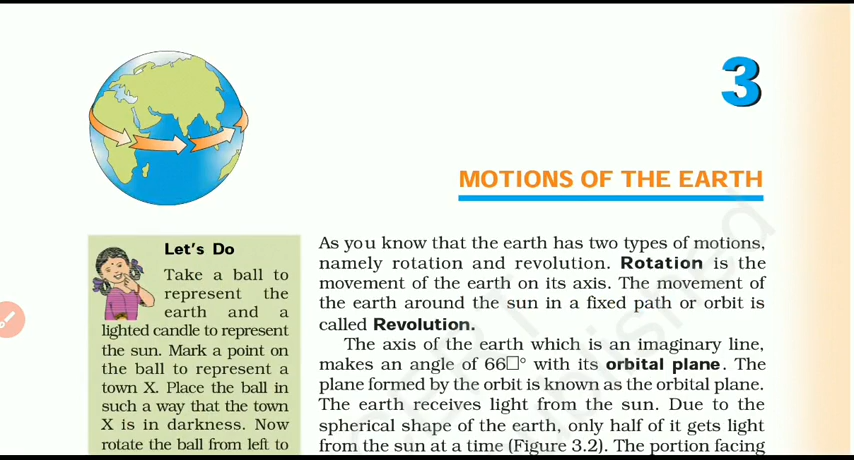 3
MOTIONS OF THE EARTH
Let's Do
Take a ball to
represent the
earth and a
lighted candle to represent
the sun. Mark a point on
the ball to represent a
town X. Place the ball in
such a way that the town
X is in darkness. Now
rotate the ball from left to
As you know that the earth has two types of motions,
namely rotation and revolution. Rotation is the
movement of the earth on its axis. The movement of
the earth around the sun in a fixed path or orbit is
called Revolution.
The axis of the earth which is an imaginary line,
makes an angle of 66□° with its orbital plane. The
plane formed by the orbit is known as the orbital plane.
The earth receives light from the sun. Due to the
spherical shape of the earth, only half of it gets light
from the sun at a time (Figure 3.2). The portion facing